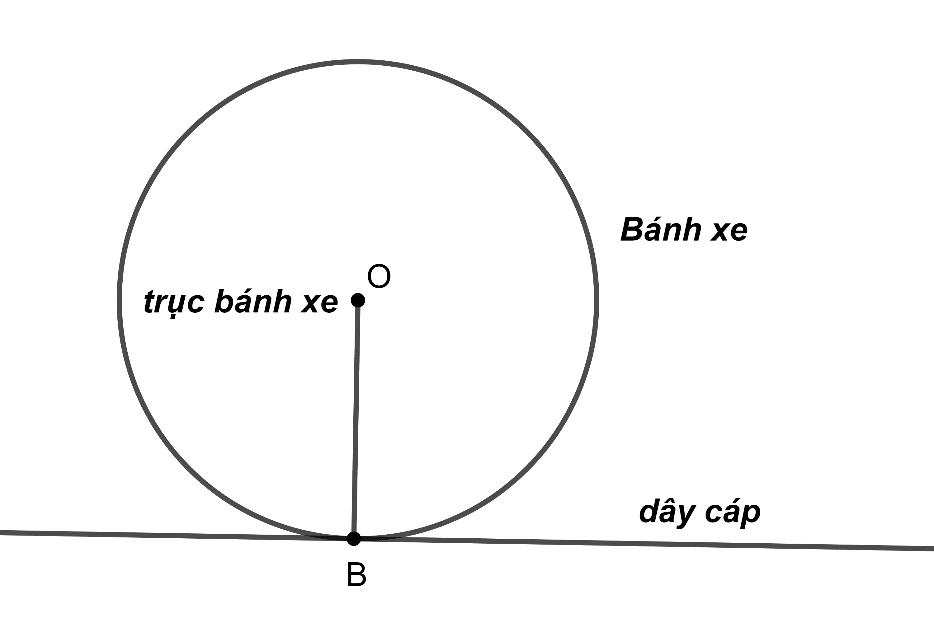 Bánh xe
O
trục bánh xe
dây cáp
B